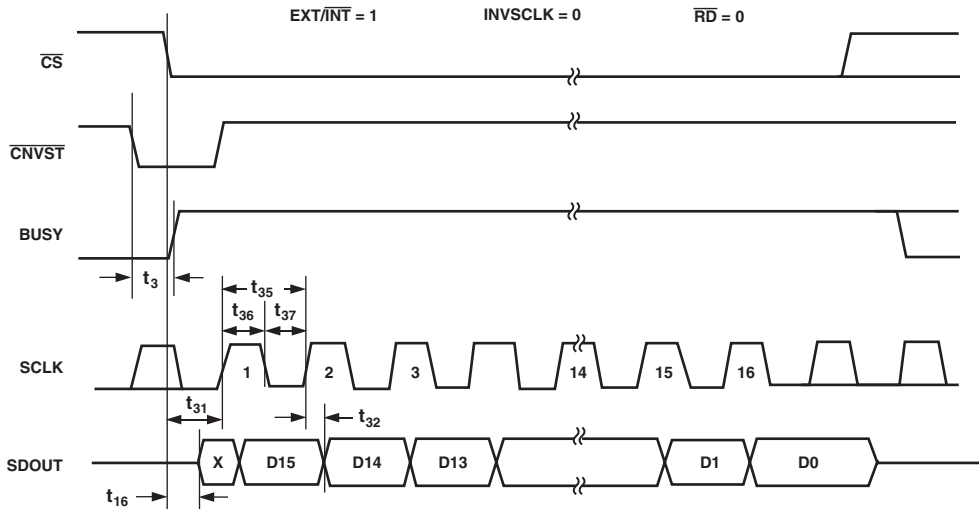 EXT/INT = 1 INVSCLK = 0 RD = 0
CS
CNVST
BUSY
t3
t35
t36 t37
SCLK 1 2 3 14 15 16
t31
t32
SDOUT X D15 D14 D13 D1 D0
t16